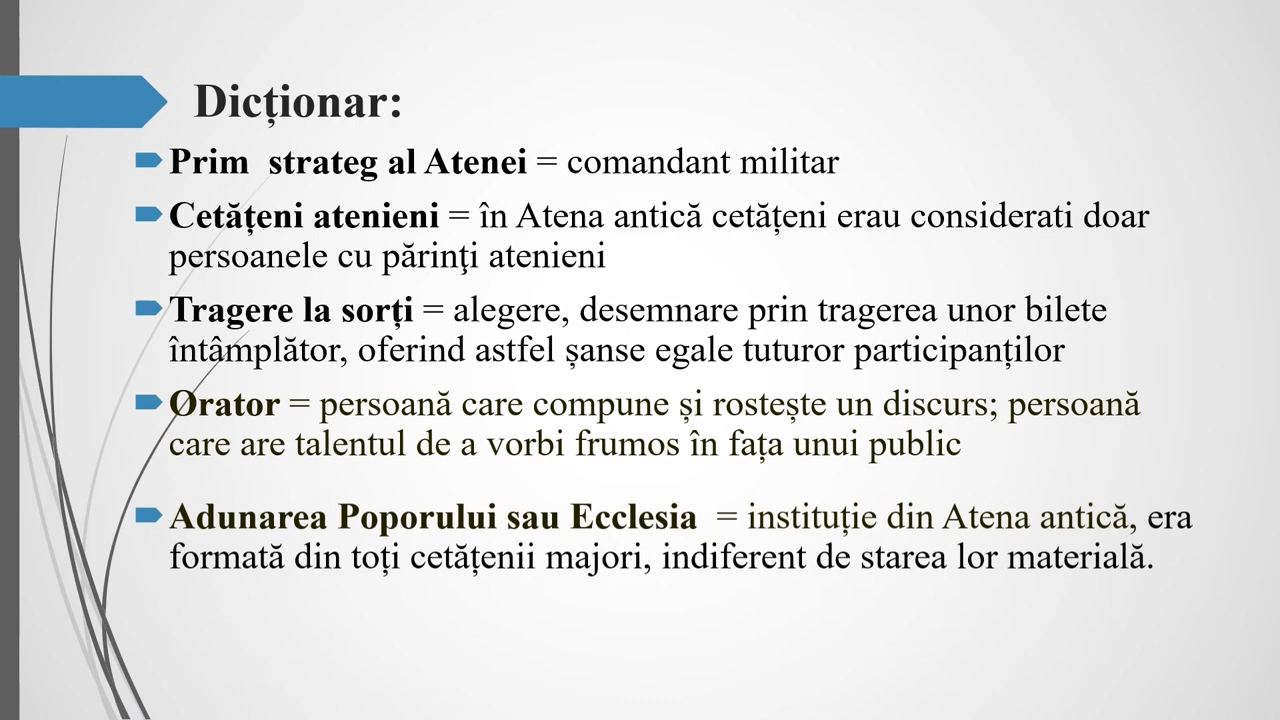 Dicționar:
Prim  strateg al Atenei = comandant militar
Cetățeni atenieni = în Atena antică cetățeni erau considerati doar
persoanele cu părinţi atenieni
Tragere la sorți = alegere, desemnare prin tragerea unor bilete
întâmplător, oferind astfel șanse egale tuturor participanților
Orator = persoană care compune și rostește un discurs; persoană
care are talentul de a vorbi frumos în fața unui public
Adunarea Poporului sau Ecclesia  = instituție din Atena antică, era
formată din toți cetățenii majori, indiferent de starea lor materială.